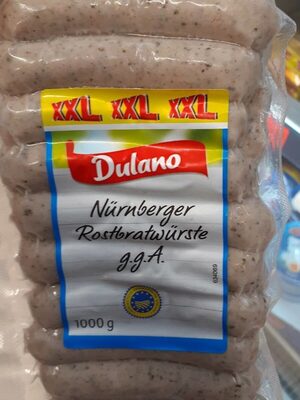 XXL XXL XXL
Dulano
Nürnberger
Rostbratwürste
g.g.A.
1000 g